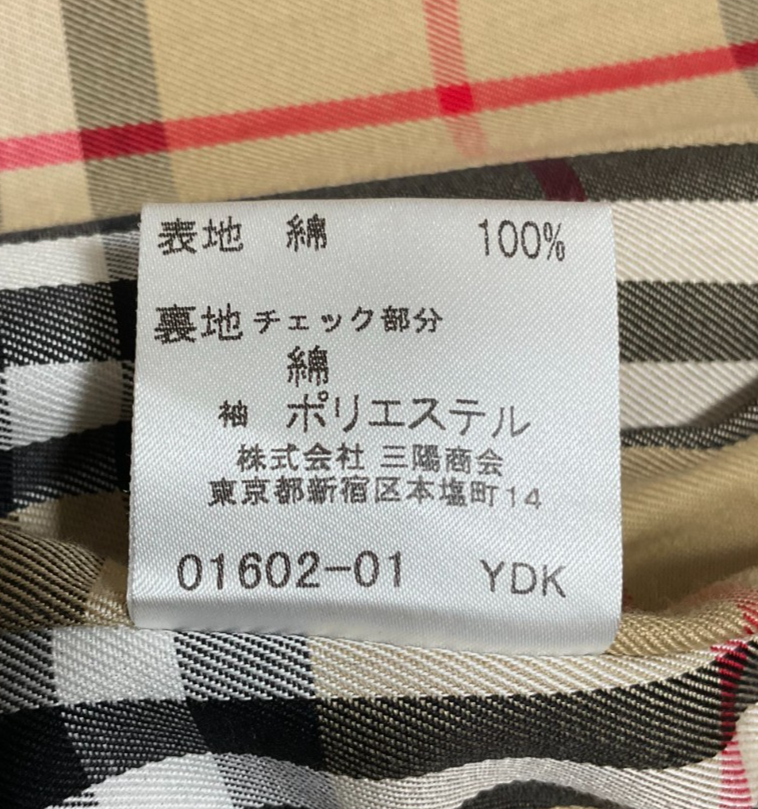 表地 綿 100%
裏地 チェック部分
綿
袖 ポリエステル
株式会社 三陽商会
東京都新宿区本塩町14
01602-01 YDK